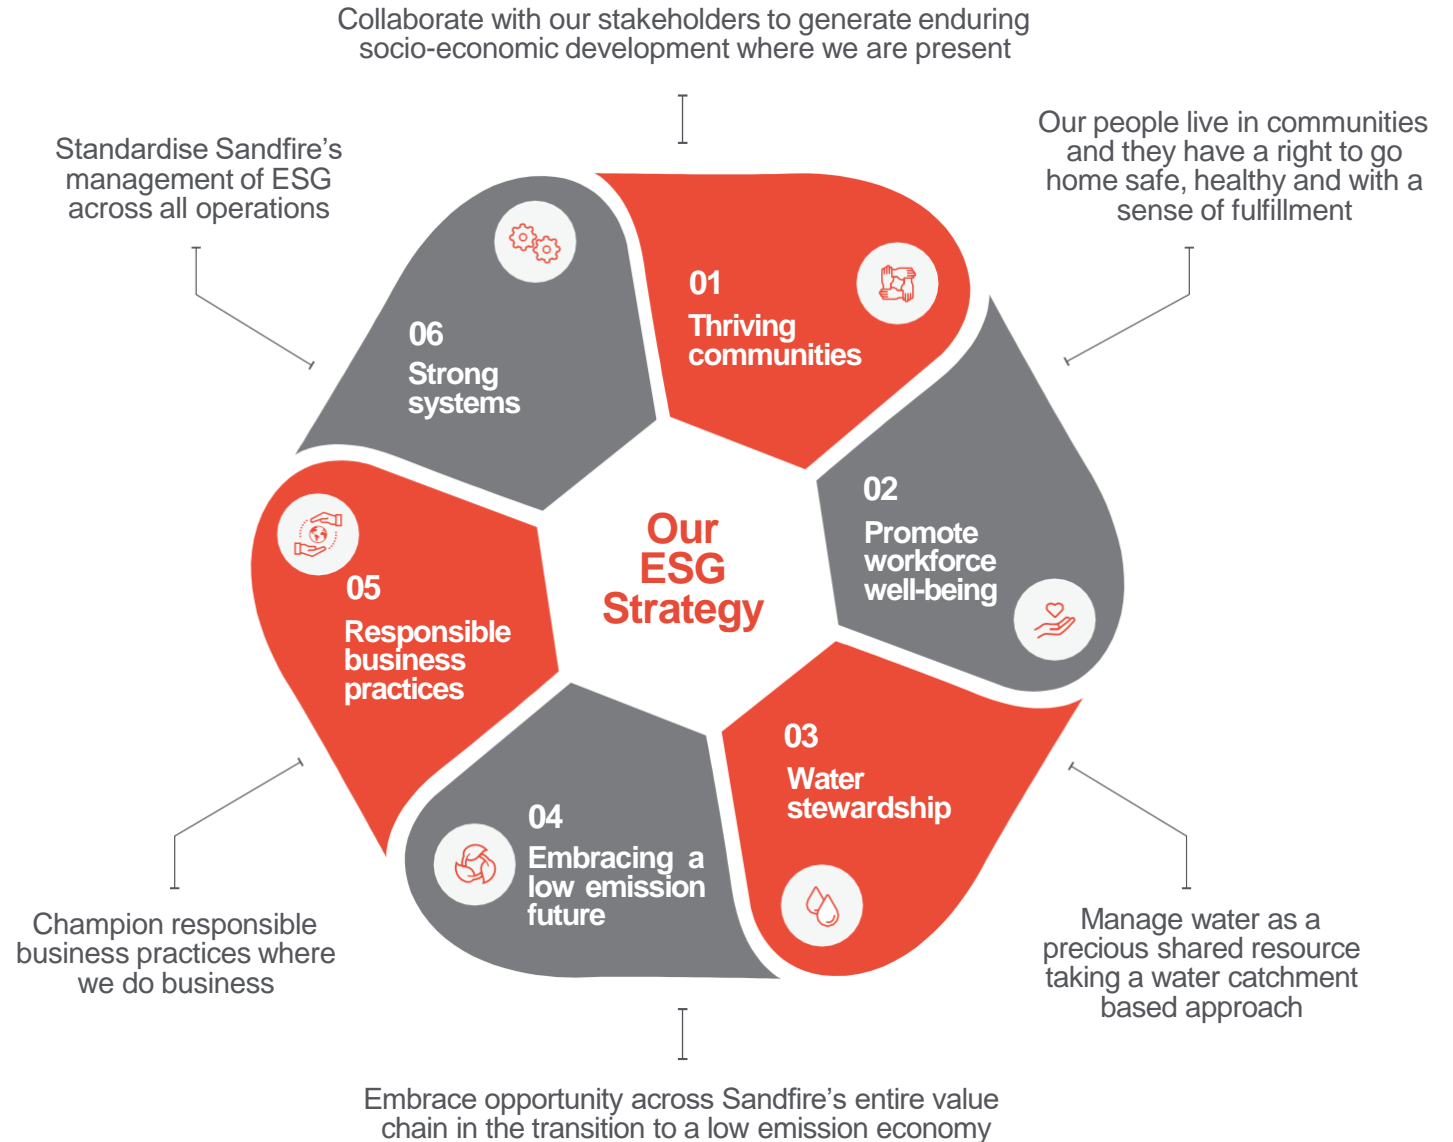 Collaborate with our stakeholders to generate enduring
socio-economic development where we are present
Our people live in communities
and they have a right to go
home safe, healthy and with a
sense of fulfillment
Standardise Sandfire’s
management of ESG
across all operations
01
Thriving
communities
06
Strong
systems
02
Promote
workforce
well-being
Our
ESG
Strategy
05
Responsible
business
practices
03
Water
stewardship
04
Embracing a
low emission
future
Champion responsible
business practices where
we do business
Manage water as a
precious shared resource
taking a water catchment
based approach
Embrace opportunity across Sandfire’s entire value
chain in the transition to a low emission economy